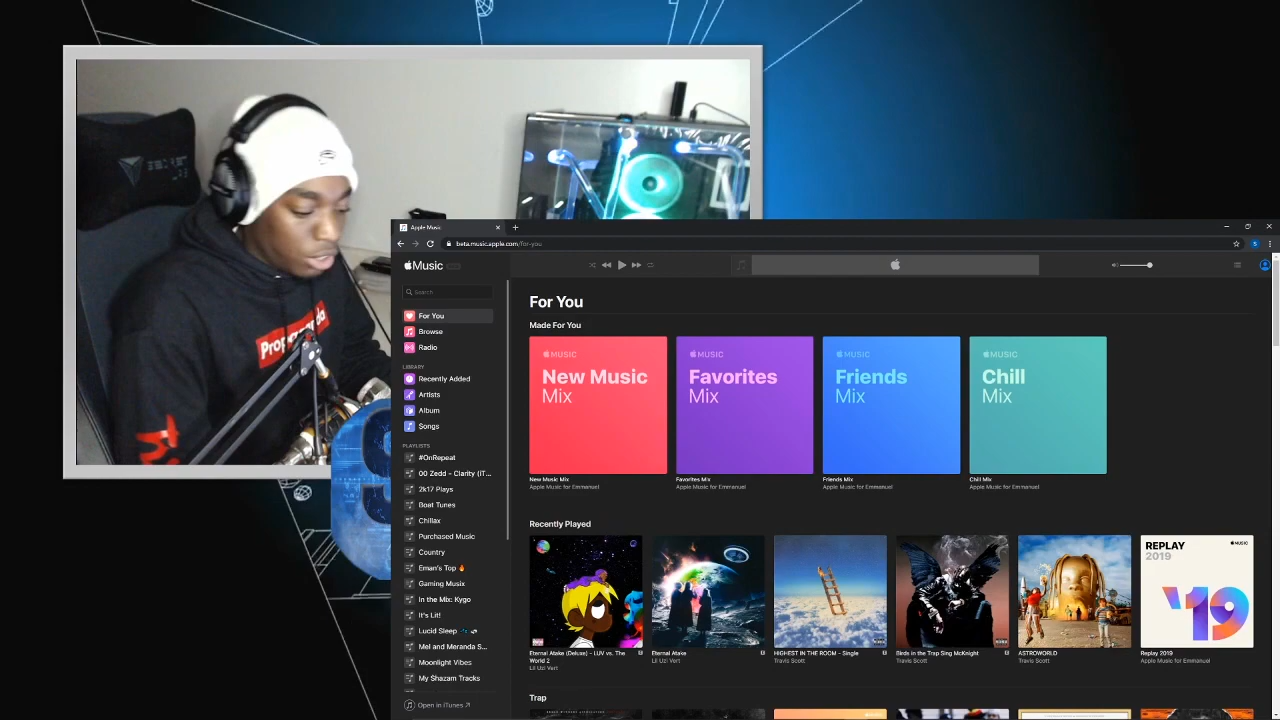 Apple Music
beta.music.apple.com/for-you
S
Music
Search
For You
Browse
Radio
LIBRARY
Recently Added
Artists
Album
Songs
PLAYLISTS
#OnRepeat
00 Zedd - Clarity (iT...
2k17 Plays
Boat Tunes
Chillax
Purchased Music
Country
Eman's Top 🔥
Gaming Musix
In the Mix: Kygo
It's Lit!
Lucid Sleep
Mel and Meranda S...
Moonlight Vibes
My Shazam Tracks
Open in iTunes
For You
Made For You
MUSIC
New Music
Mix
New Music Mix
Apple Music for Emmanuel
MUSIC
Favorites
Mix
Favorites Mix
Apple Music for Emmanuel
MUSIC
Friends
Mix
Friends Mix
Apple Music for Emmanuel
MUSIC
Chill
Mix
Chill Mix
Apple Music for Emmanuel
Recently Played
Eternal Atake (Deluxe) - LUV vs. The
World 2
Lil Uzi Vert
Eternal Atake
Lil Uzi Vert
HIGHEST IN THE ROOM - Single
Travis Scott
Birds in the Trap Sing McKnight
Travis Scott
ASTROWORLD
Travis Scott
REPLAY
2019
MUSIC
'19
Replay 2019
Apple Music for Emmanuel
Trap